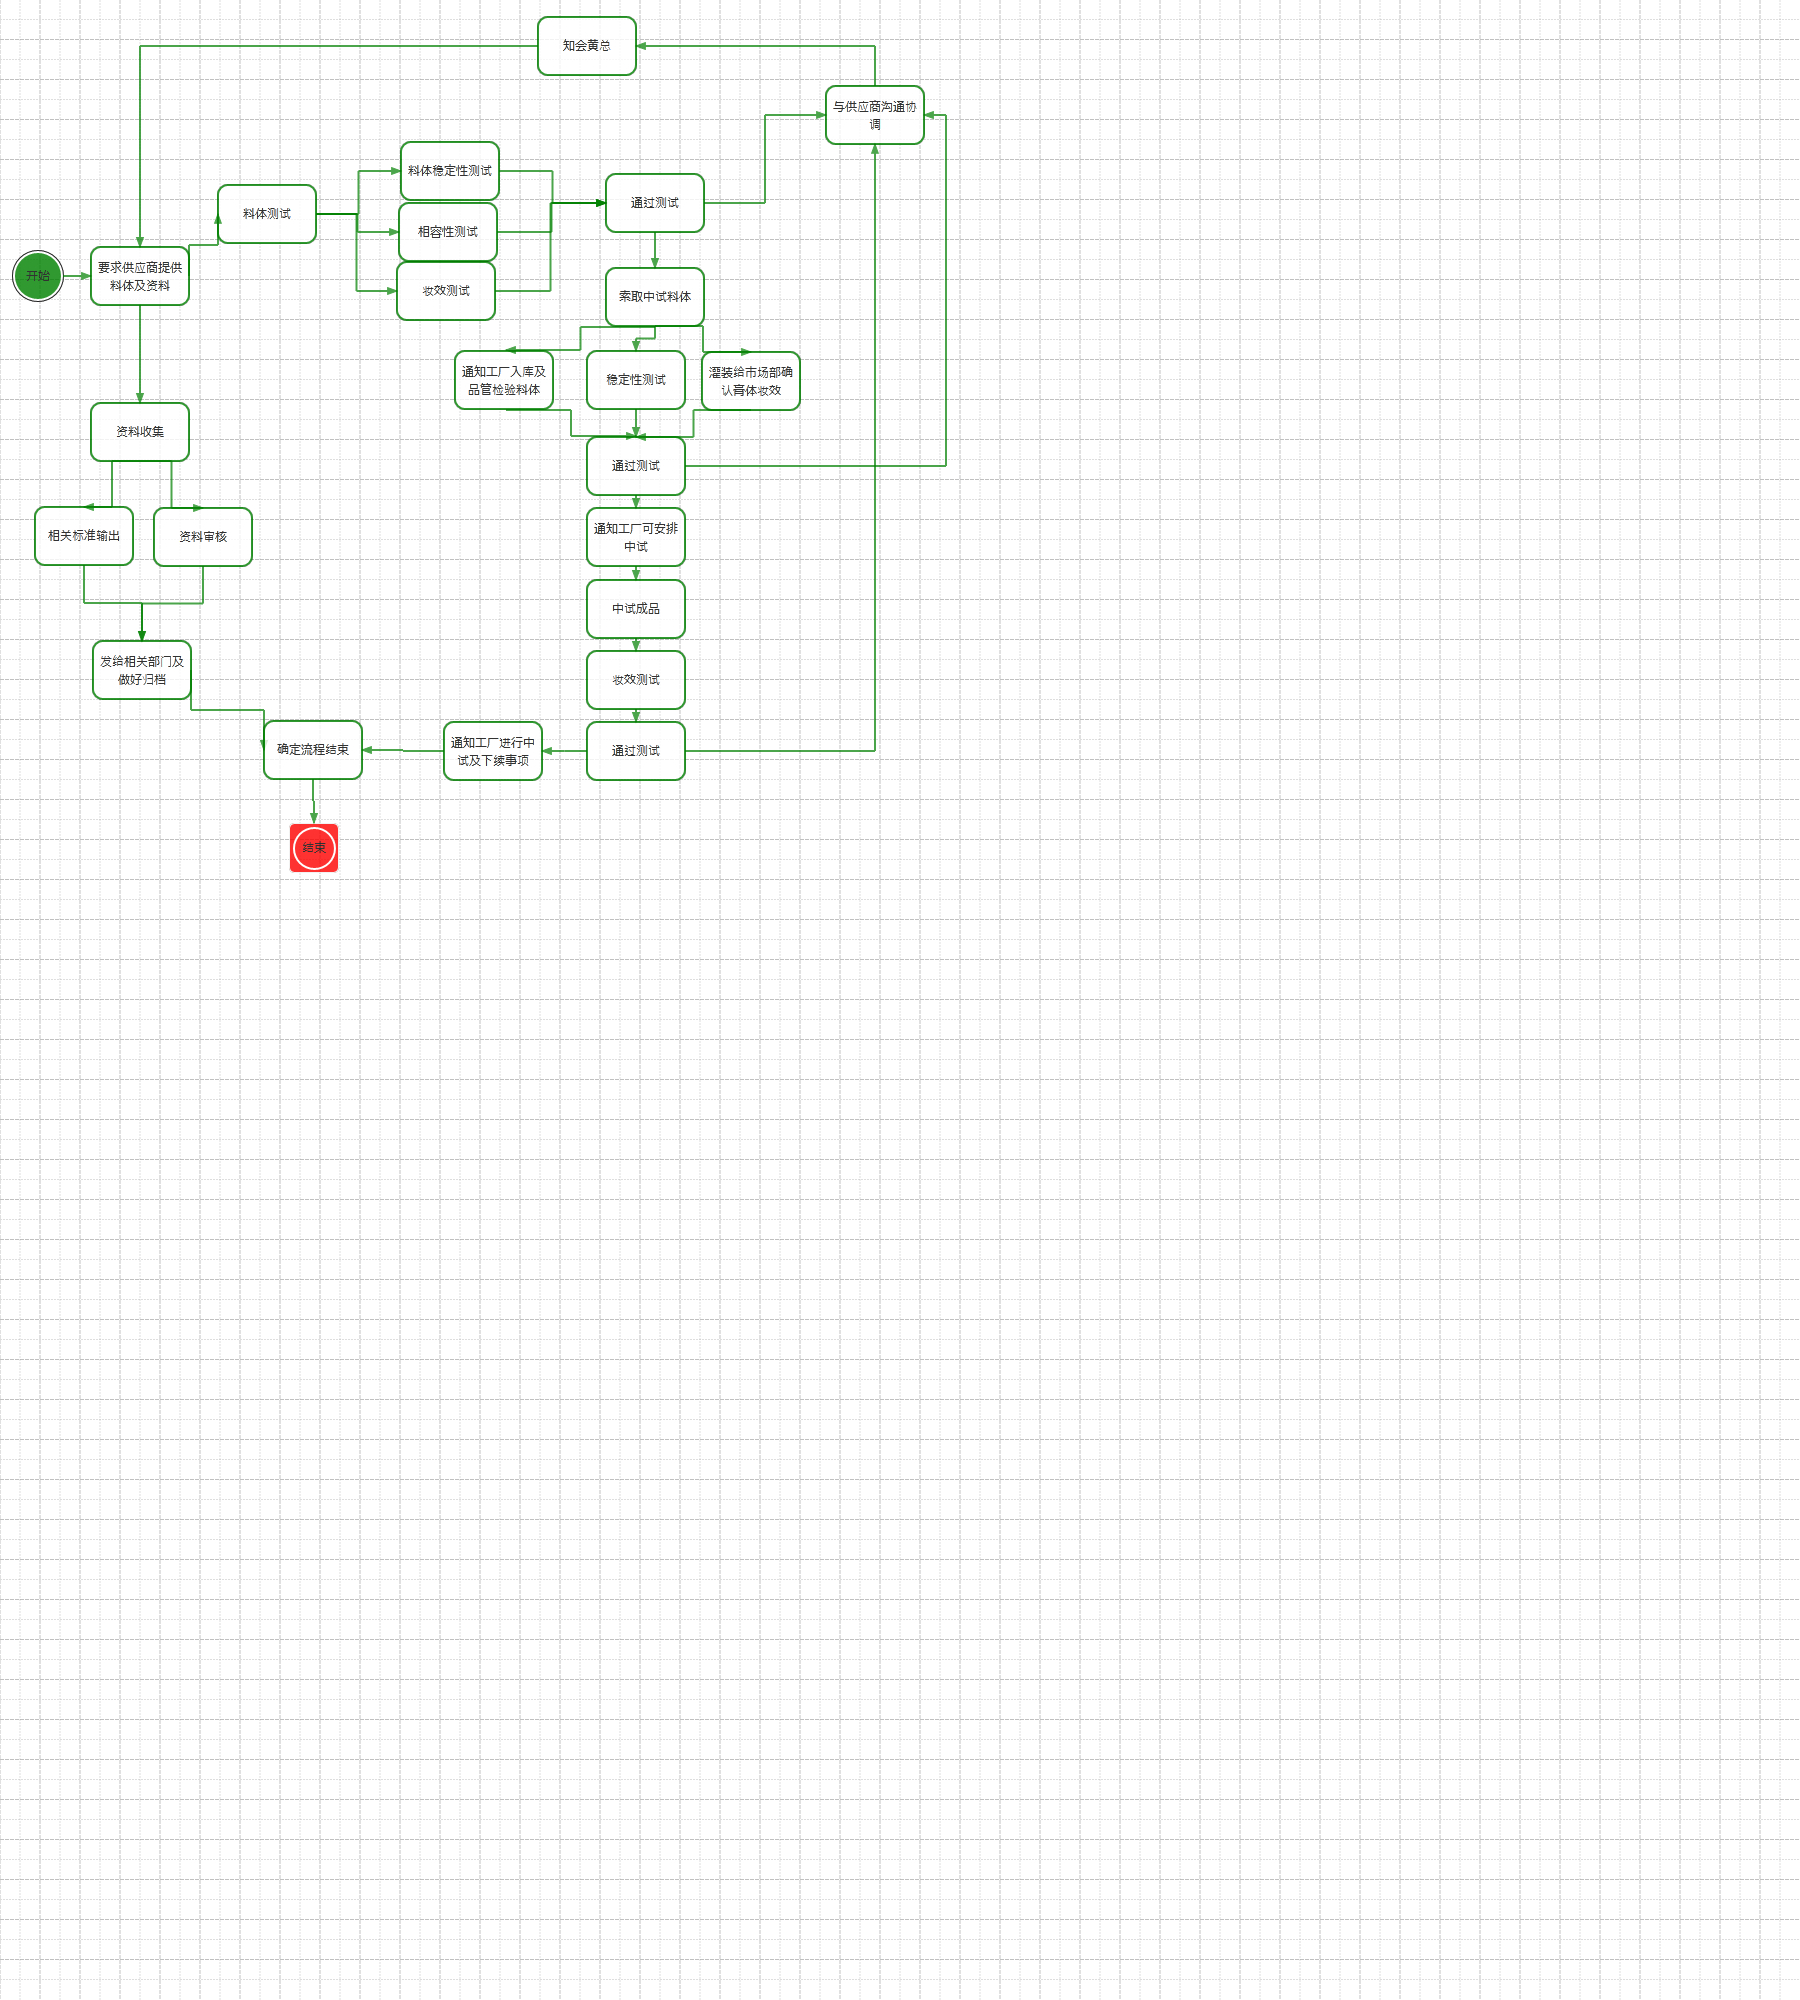 知会黄总
与供应商沟通协
调
料体稳定性测试
料体测试
通过测试
相容性测试
开始
要求供应商提供
料体及资料
妆效测试
索取中试料体
通知工厂入库及
品管检验料体
稳定性测试
灌装给市场部确
认膏体妆效
资料收集
通过测试
相关标准输出
资料审核
通知工厂可安排
中试
中试成品
发给相关部门及
做好归档
妆效测试
确定流程结束
通知工厂进行中
试及下续事项
通过测试
结束